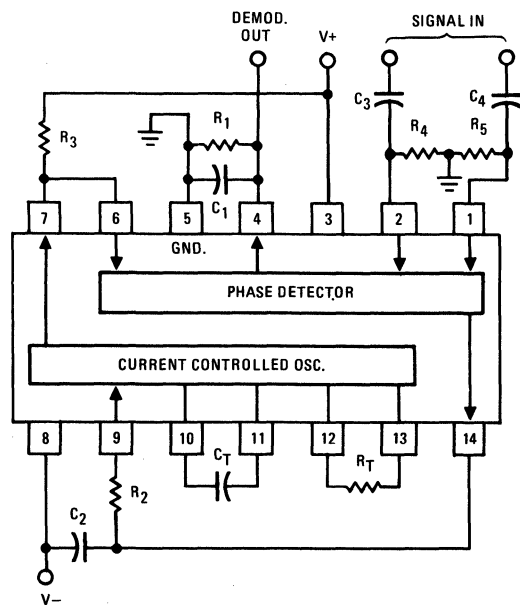 DEMOD.
OUT
V+
SIGNAL IN
C3
C4
R3
R1
R4
R5
C1
7
6
5
4
3
2
1
GND.
PHASE DETECTOR
CURRENT CONTROLLED OSC.
8
9
10
11
12
13
14
CT
RT
R2
C2
V−